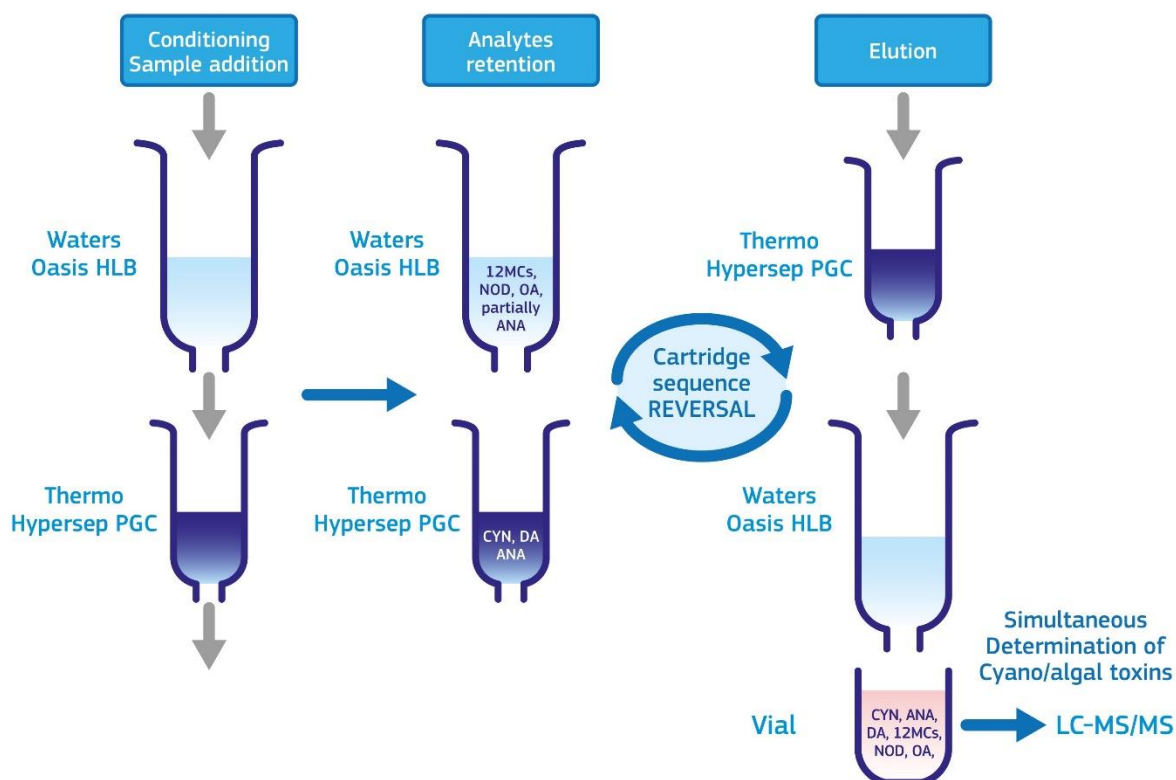 Conditioning
Sample addition
Analytes
retention
Elution
Waters
Oasis HLB
Waters
Oasis HLB
12MCs,
NOD, OA,
partially
ANA
Thermo
Hypersep PGC
Cartridge
sequence
REVERSAL
Thermo
Hypersep PGC
Thermo
Hypersep PGC
CYN, DA
ANA
Waters
Oasis HLB
Simultaneous
Determination of
Cyano/algal toxins
Vial
CYN, ANA,
DA, 12MCs,
NOD, OA,
LC-MS/MS